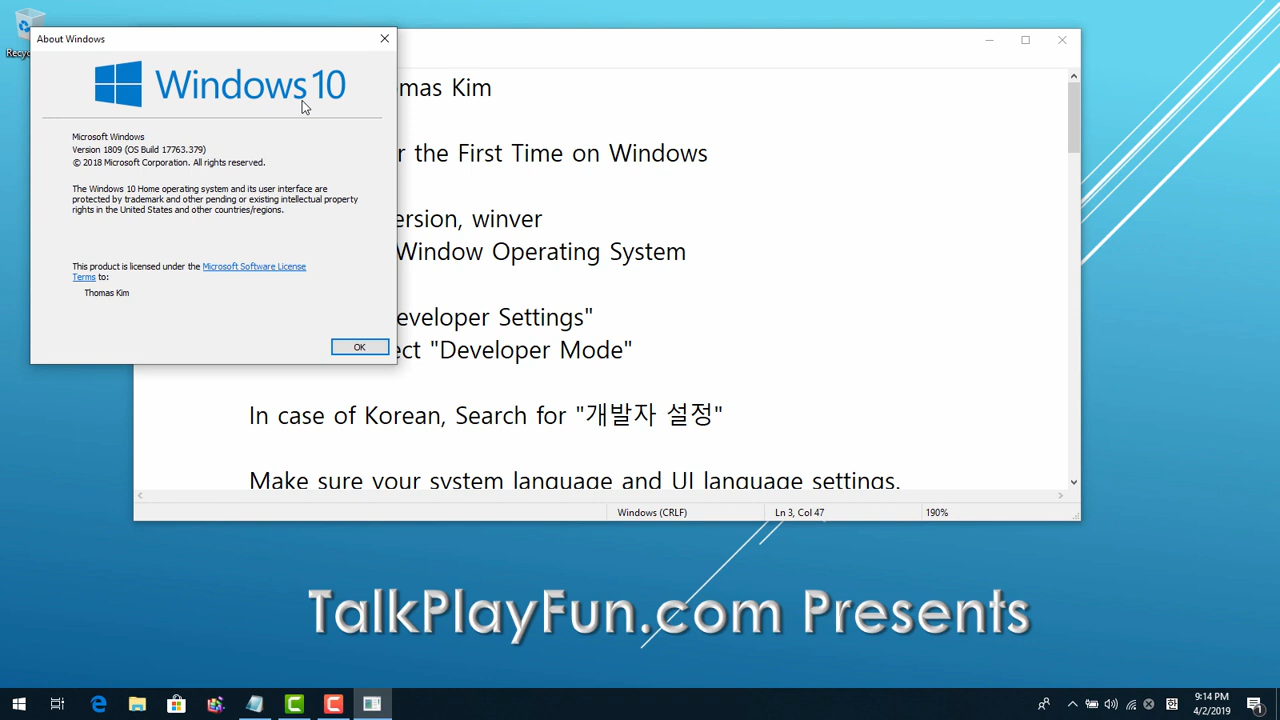 Recyc
About Windows
Windows 10
Microsoft Windows
Version 1809 (OS Build 17763.379)
© 2018 Microsoft Corporation. All rights reserved.
The Windows 10 Home operating system and its user interface are
protected by trademark and other pending or existing intellectual property
rights in the United States and other countries/regions.
This product is licensed under the Microsoft Software License
Terms to:
Thomas Kim
OK
mas Kim
r the First Time on Windows
ersion, winver
Window Operating System
eveloper Settings"
ect "Developer Mode"
In case of Korean, Search for "개발자 설정"
Make sure your system language and UI language settings.
Windows (CRLF)
Ln 3, Col 47
190%
TalkPlayFun.com Presents
한
9:14 PM
4/2/2019
1